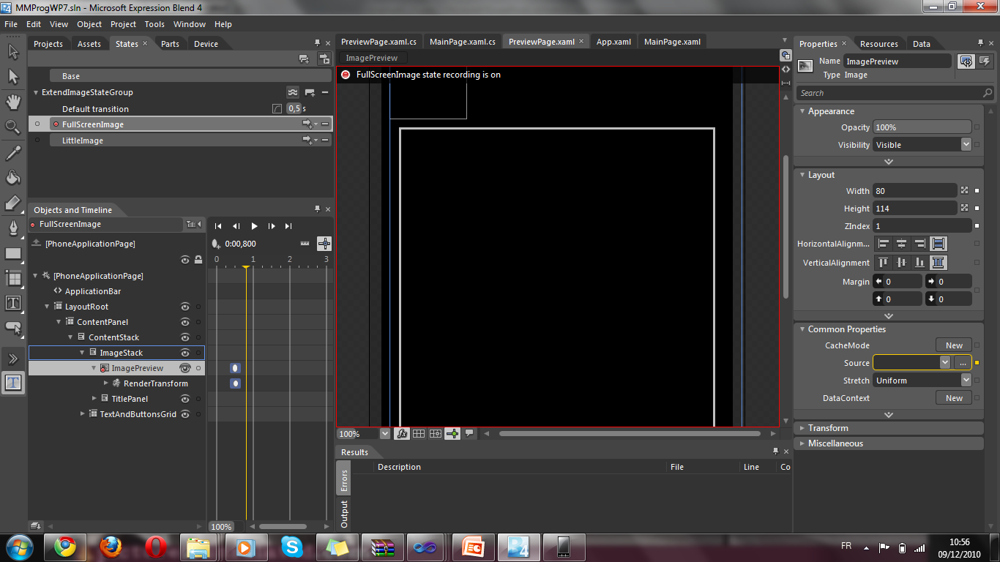 MMProgWP7.sln - Microsoft Expression Blend 4
File Edit View Object Project Tools Window Help
Projects Assets States Parts Device
Base
ExtendImageStateGroup
Default transition 0,5 s
FullScreenImage
LittleImage
Objects and Timeline
FullScreenImage
[PhoneApplicationPage] 0:00,800
0 1 2 3
[PhoneApplicationPage]
ApplicationBar
LayoutRoot
ContentPanel
ContentStack
ImageStack
ImagePreview
RenderTransform
TitlePanel
TextAndButtonsGrid
100%
PreviewPage.xaml.cs MainPage.xaml.cs PreviewPage.xaml App.xaml MainPage.xaml
ImagePreview
FullScreenImage state recording is on
100%
Results
Errors
Output
Description File Line Co
Properties Resources Data
Name ImagePreview
Type Image
Search
Appearance
Opacity 100%
Visibility Visible
Layout
Width 80
Height 114
ZIndex 1
HorizontalAlignm...
VerticalAlignment
Margin 0 0
0 0
Common Properties
CacheMode New
Source ...
Stretch Uniform
DataContext New
Transform
Miscellaneous
FR 10:56
09/12/2010